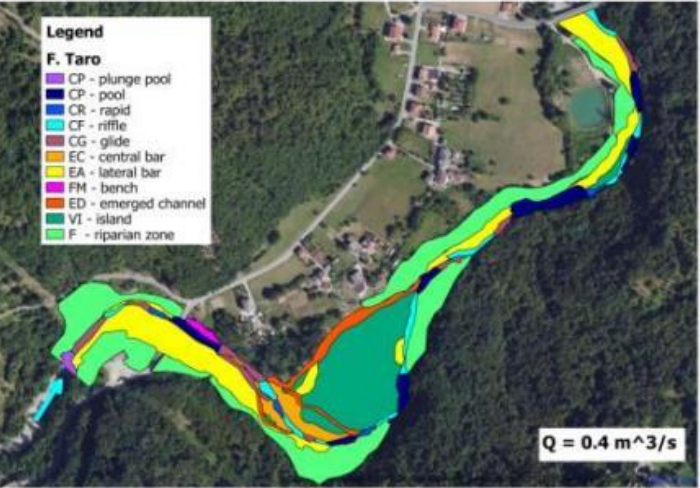 Legend
F. Taro
CP - plunge pool
CP - pool
CR - rapid
CF - riffle
CG - glide
EC - central bar
EA - lateral bar
FM - bench
ED - emerged channel
VI - island
F - riparian zone
Q = 0.4 m^3/s